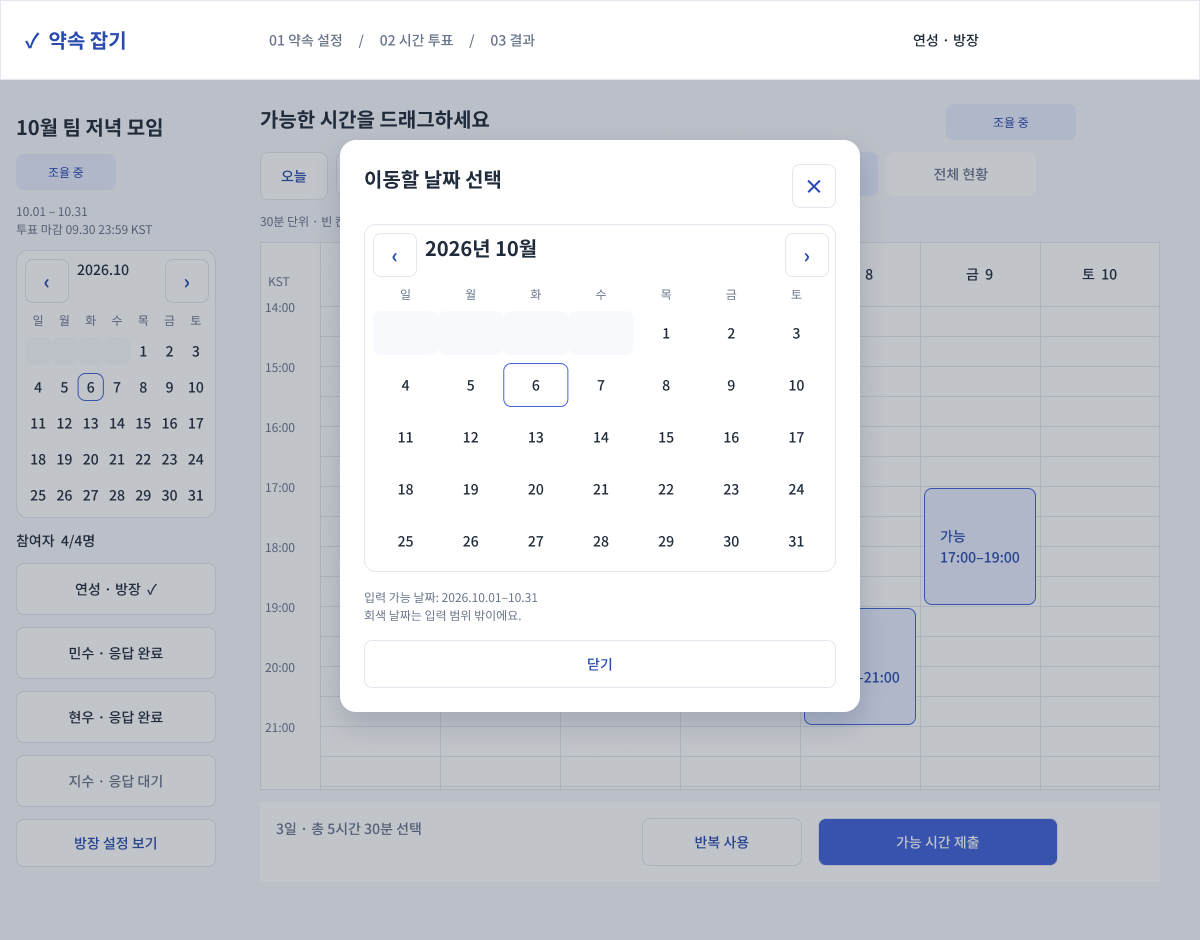 ✓ 약속 잡기
01 약속 설정 / 02 시간 투표 / 03 결과
연성 · 방장
10월 팀 저녁 모임
조율 중
10.01 – 10.31
투표 마감 09.30 23:59 KST
‹ 2026.10 ›
일 월 화 수 목 금 토
1 2 3
4 5 6 7 8 9 10
11 12 13 14 15 16 17
18 19 20 21 22 23 24
25 26 27 28 29 30 31
참여자 4/4명
연성 · 방장 ✓
민수 · 응답 완료
현우 · 응답 완료
지수 · 응답 대기
방장 설정 보기
가능한 시간을 드래그하세요
조율 중
오늘
전체 현황
30분 단위 · 빈
KST
8
금 9
토 10
14:00
15:00
16:00
17:00
18:00
19:00
20:00
21:00
가능
17:00–19:00
–21:00
이동할 날짜 선택
✕
‹ 2026년 10월 ›
일 월 화 수 목 금 토
1 2 3
4 5 6 7 8 9 10
11 12 13 14 15 16 17
18 19 20 21 22 23 24
25 26 27 28 29 30 31
입력 가능 날짜: 2026.10.01–10.31
회색 날짜는 입력 범위 밖이에요.
닫기
3일 · 총 5시간 30분 선택
반복 사용
가능 시간 제출